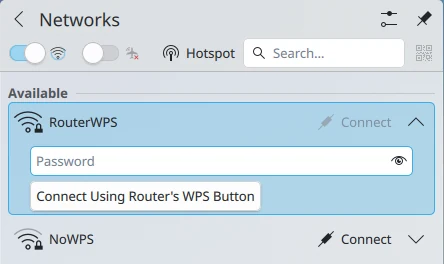 Networks
Hotspot Search...
Available
RouterWPS Connect
Password
Connect Using Router's WPS Button
NoWPS Connect